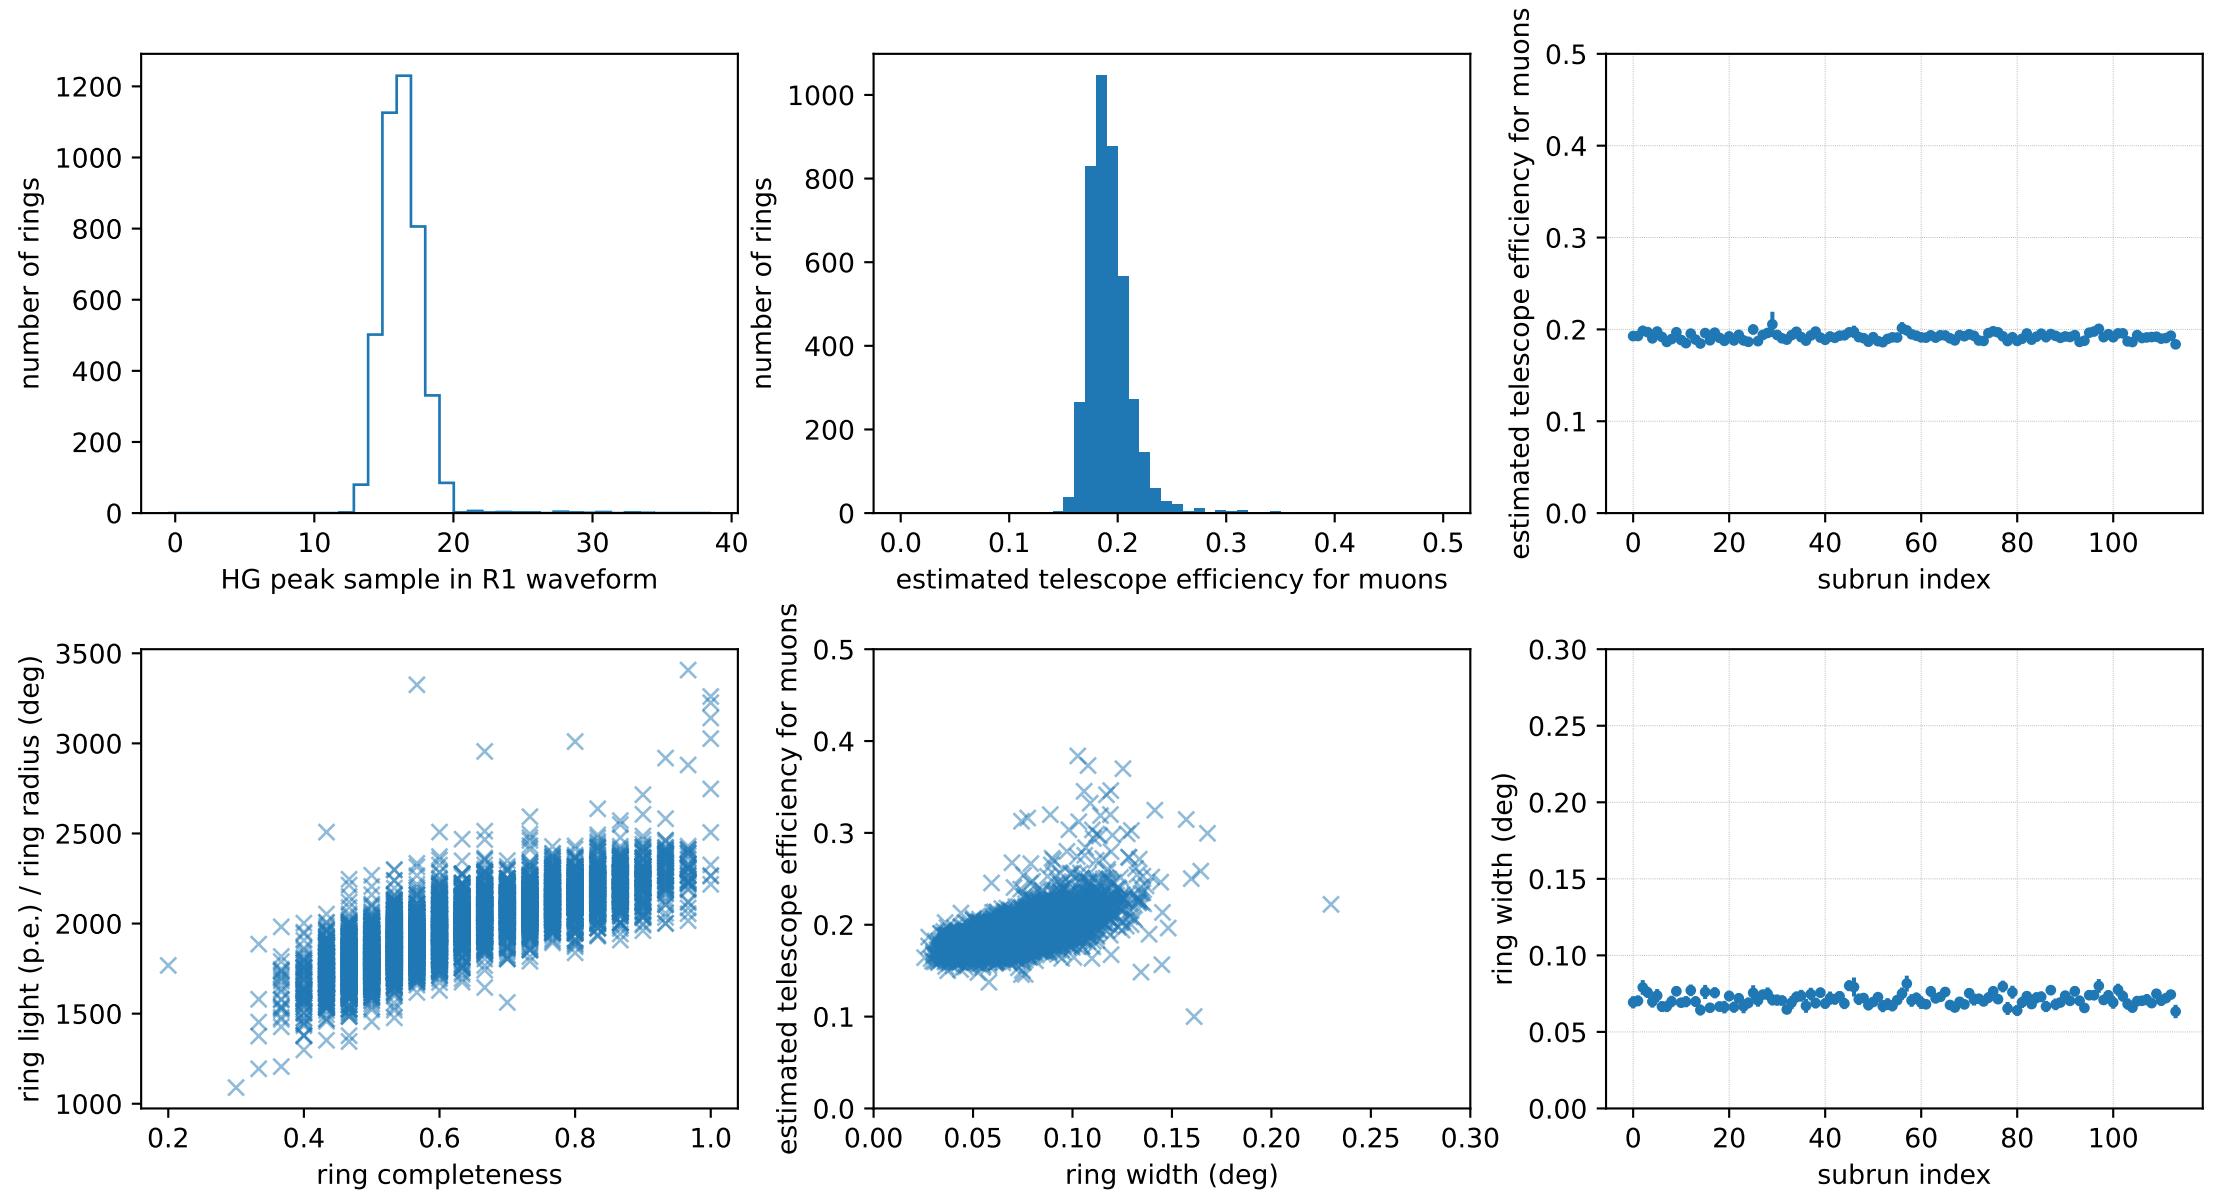 number of rings
1200
1000
800
600
400
200
0
0 10 20 30 40
HG peak sample in R1 waveform
number of rings
1000
800
600
400
200
0
0.0 0.1 0.2 0.3 0.4 0.5
estimated telescope efficiency for muons
estimated telescope efficiency for muons
0.5
0.4
0.3
0.2
0.1
0.0
0 20 40 60 80 100
subrun index
ring light (p.e.) / ring radius (deg)
3500
3000
2500
2000
1500
1000
0.2 0.4 0.6 0.8 1.0
ring completeness
estimated telescope efficiency for muons
0.5
0.4
0.3
0.2
0.1
0.0
0.00 0.05 0.10 0.15 0.20 0.25 0.30
ring width (deg)
ring width (deg)
0.30
0.25
0.20
0.15
0.10
0.05
0.00
0 20 40 60 80 100
subrun index